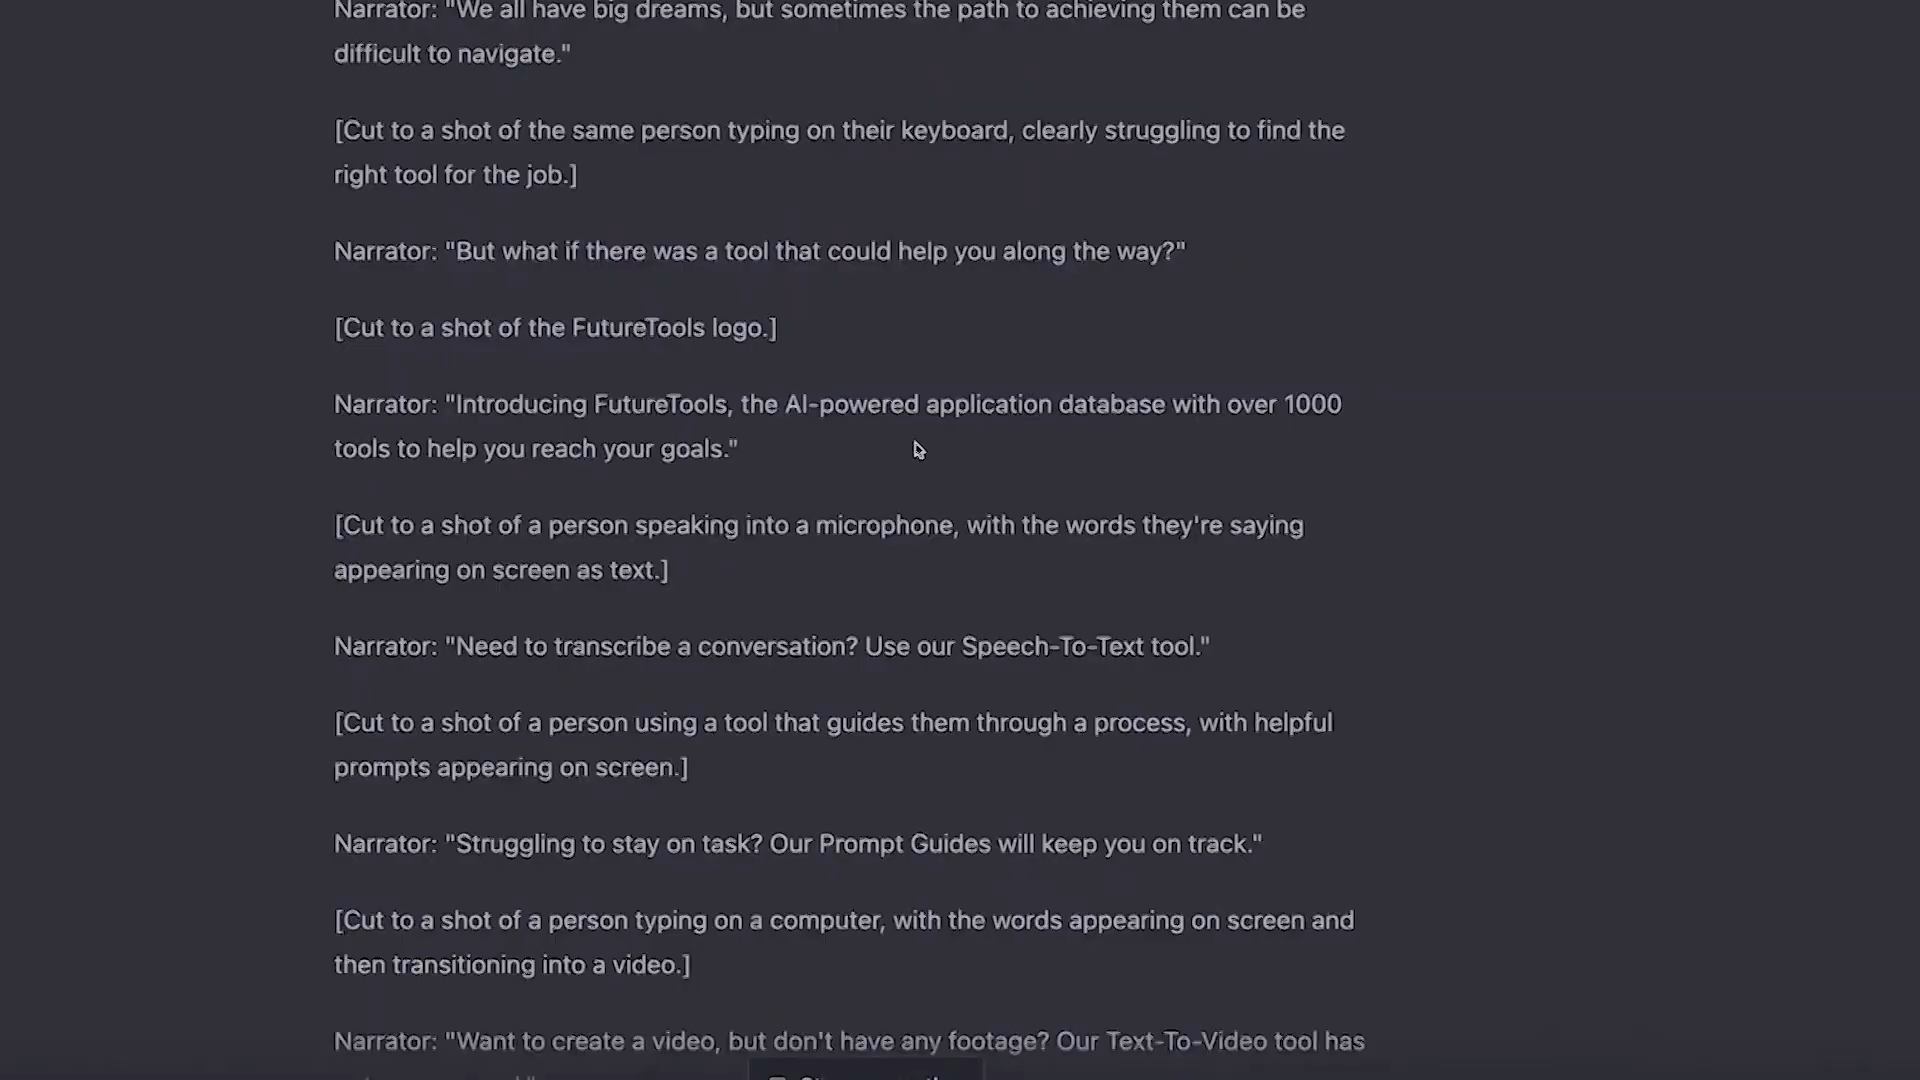 Narrator: "We all have big dreams, but sometimes the path to achieving them can be
difficult to navigate."
[Cut to a shot of the same person typing on their keyboard, clearly struggling to find the
right tool for the job.]
Narrator: "But what if there was a tool that could help you along the way?"
[Cut to a shot of the FutureTools logo.]
Narrator: "Introducing FutureTools, the AI-powered application database with over 1000
tools to help you reach your goals."
[Cut to a shot of a person speaking into a microphone, with the words they're saying
appearing on screen as text.]
Narrator: "Need to transcribe a conversation? Use our Speech-To-Text tool."
[Cut to a shot of a person using a tool that guides them through a process, with helpful
prompts appearing on screen.]
Narrator: "Struggling to stay on task? Our Prompt Guides will keep you on track."
[Cut to a shot of a person typing on a computer, with the words appearing on screen and
then transitioning into a video.]
Narrator: "Want to create a video, but don't have any footage? Our Text-To-Video tool has